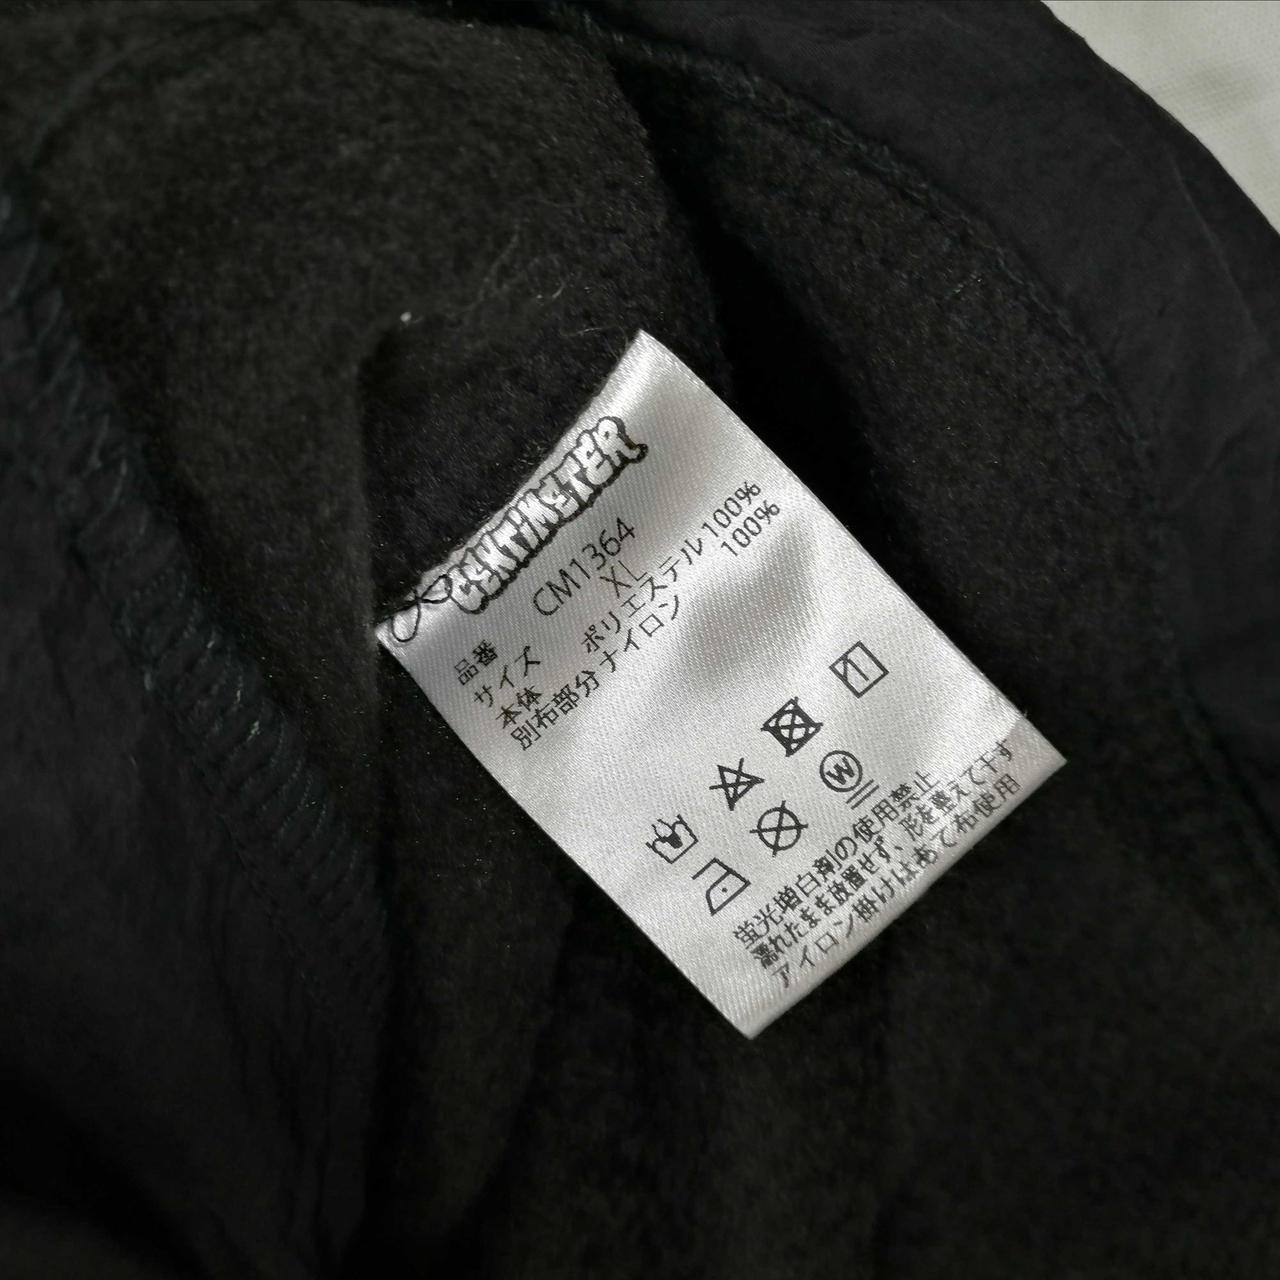 CENTIMETER
品番 CM1364
サイズ XL
本体 ポリエステル 100%
別布部分 ナイロン 100%
W
蛍光増白剤の使用禁止
濡れたまま放置せず、形を整えて干す
アイロン掛けはあて布使用